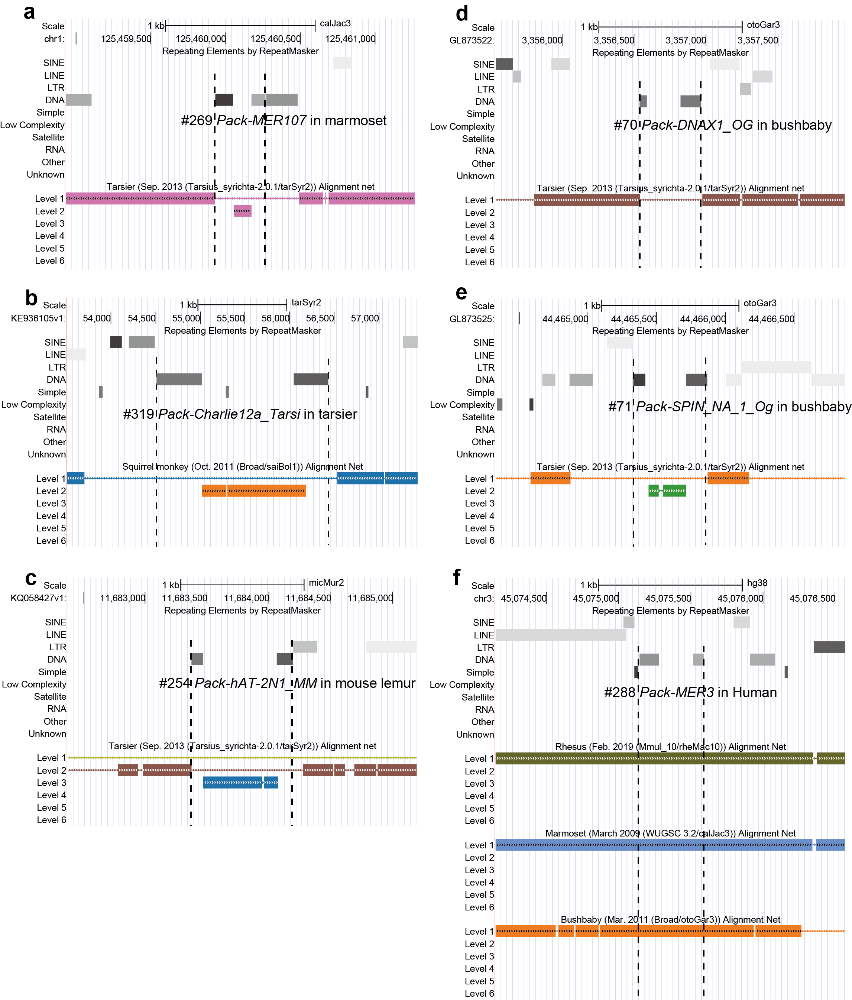 a
Scale 1 kb calJac3
chr1: 125,459,500 125,460,000 125,460,500 125,461,000
Repeating Elements by RepeatMasker
SINE
LINE
LTR
DNA
Simple
#269 Pack-MER107 in marmoset
Low Complexity
Satellite
RNA
Other
Unknown
Tarsier (Sep. 2013 (Tarsius_syrichta-2.0.1/tarSyr2)) Alignment net
Level 1
Level 2
Level 3
Level 4
Level 5
Level 6
b
Scale 1 kb tarSyr2
KE936105v1: 54,000 54,500 55,000 55,500 56,000 56,500 57,000
Repeating Elements by RepeatMasker
SINE
LINE
LTR
DNA
Simple
Low Complexity
#319 Pack-Charlie12a_Tarsi in tarsier
Satellite
RNA
Other
Unknown
Squirrel monkey (Oct. 2011 (Broad/saiBol1)) Alignment Net
Level 1
Level 2
Level 3
Level 4
Level 5
Level 6
c
Scale 1 kb micMur2
KQ058427v1: 11,683,000 11,683,500 11,684,000 11,684,500 11,685,000
Repeating Elements by RepeatMasker
SINE
LINE
LTR
DNA
Simple
Low Complexity
#254 Pack-hAT-2N1_MM in mouse lemur
Satellite
RNA
Other
Unknown
Tarsier (Sep. 2013 (Tarsius_syrichta-2.0.1/tarSyr2)) Alignment net
Level 1
Level 2
Level 3
Level 4
Level 5
Level 6
d
Scale 1 kb otoGar3
GL873522: 3,356,000 3,356,500 3,357,000 3,357,500
Repeating Elements by RepeatMasker
SINE
LINE
LTR
DNA
Simple
Low Complexity
#70 Pack-DNAX1_OG in bushbaby
Satellite
RNA
Other
Unknown
Tarsier (Sep. 2013 (Tarsius_syrichta-2.0.1/tarSyr2)) Alignment net
Level 1
Level 2
Level 3
Level 4
Level 5
Level 6
e
Scale 1 kb otoGar3
GL873525: 44,465,000 44,465,500 44,466,000 44,466,500
Repeating Elements by RepeatMasker
SINE
LINE
LTR
DNA
Simple
Low Complexity
#71 Pack-SPIN_NA_1_Og in bushbaby
Satellite
RNA
Other
Unknown
Tarsier (Sep. 2013 (Tarsius_syrichta-2.0.1/tarSyr2)) Alignment net
Level 1
Level 2
Level 3
Level 4
Level 5
Level 6
f
Scale 1 kb hg38
chr3: 45,074,500 45,075,000 45,075,500 45,076,000 45,076,500
Repeating Elements by RepeatMasker
SINE
LINE
LTR
DNA
Simple
Low Complexity
#288 Pack-MER3 in Human
Satellite
RNA
Other
Unknown
Rhesus (Feb. 2019 (Mmul_10/rheMac10)) Alignment Net
Level 1
Level 2
Level 3
Level 4
Level 5
Level 6
Marmoset (March 2009 (WUGSC 3.2/calJac3)) Alignment Net
Level 1
Level 2
Level 3
Level 4
Level 5
Level 6
Bushbaby (Mar. 2011 (Broad/otoGar3)) Alignment Net
Level 1
Level 2
Level 3
Level 4
Level 5
Level 6